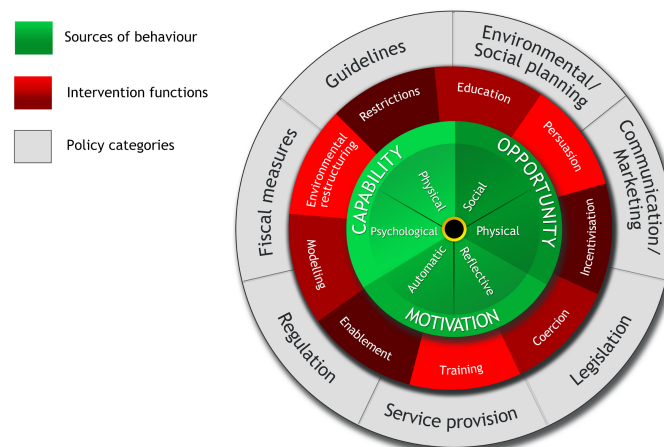 Sources of behaviour
Intervention functions
Policy categories
Guidelines
Environmental/
Social planning
Communication/
Marketing
Legislation
Service provision
Regulation
Fiscal measures
Restrictions
Education
Persuasion
Incentivisation
Coercion
Training
Enablement
Modelling
Environmental
restructuring
CAPABILITY
OPPORTUNITY
MOTIVATION
Physical
Social
Physical
Reflective
Automatic
Psychological